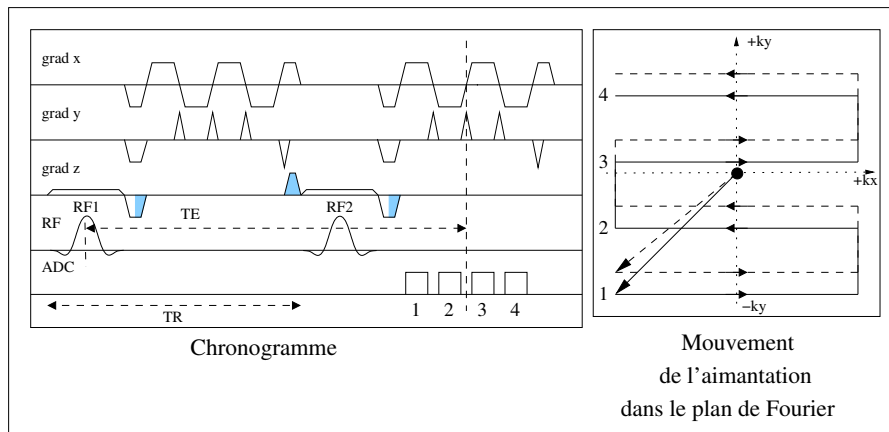 grad x
grad y
grad z
RF1
TE
RF2
RF
ADC
1 2 3 4
TR
Chronogramme
+ky
4
3
+kx
2
1
−ky
Mouvement
de l'aimantation
dans le plan de Fourier